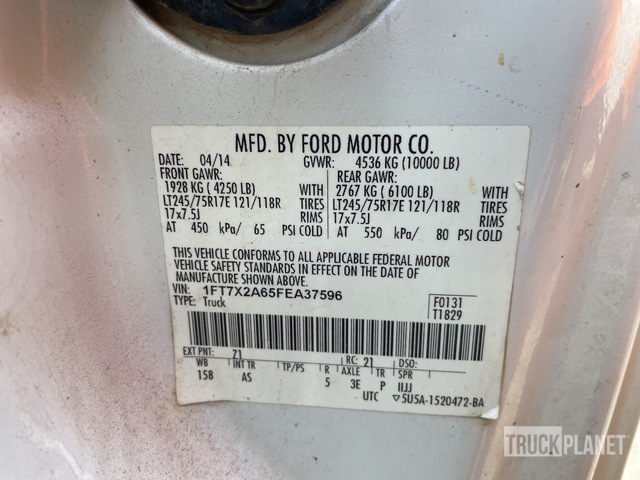 MFD. BY FORD MOTOR CO.
DATE: 04/14 GVWR: 4536 KG (10000 LB)
FRONT GAWR: REAR GAWR:
1928 KG ( 4250 LB) WITH 2767 KG ( 6100 LB) WITH
LT245/75R17E 121/118R TIRES LT245/75R17E 121/118R TIRES
17x7.5J RIMS 17x7.5J RIMS
AT 450 kPa/ 65 PSI COLD AT 550 kPa/ 80 PSI COLD
THIS VEHICLE CONFORMS TO ALL APPLICABLE FEDERAL MOTOR
VEHICLE SAFETY STANDARDS IN EFFECT ON THE DATE OF
MANUFACTURE SHOWN ABOVE.
VIN: 1FT7X2A65FEA37596 F0131
TYPE: Truck T1829
EXT PNT: Z1 RC: 21 DSO:
WB INT TR TP/PS R AXLE TR SPR
158 AS 5 3E P IIJJ
UTC ▽5U5A-1520472-BA
TRUCKPLANET